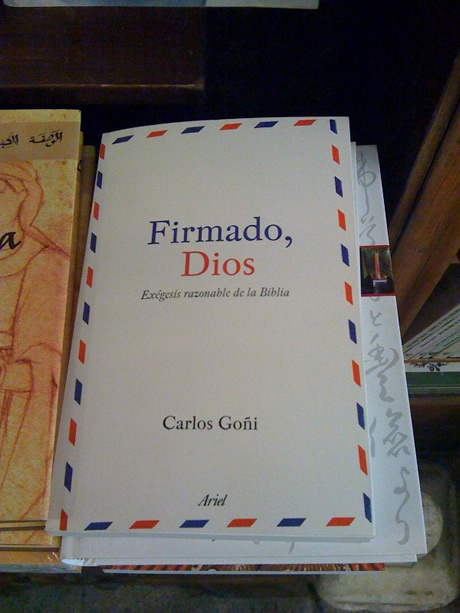 Firmado,
Dios
Exégesis razonable de la Biblia
Carlos Goñi
Ariel
a